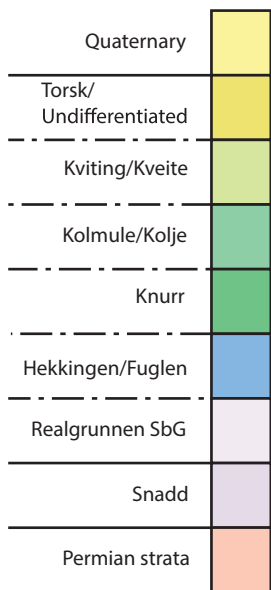 Quaternary
Torsk/
Undifferentiated
Kviting/Kveite
Kolmule/Kolje
Knurr
Hekkingen/Fuglen
Realgrunnen SbG
Snadd
Permian strata